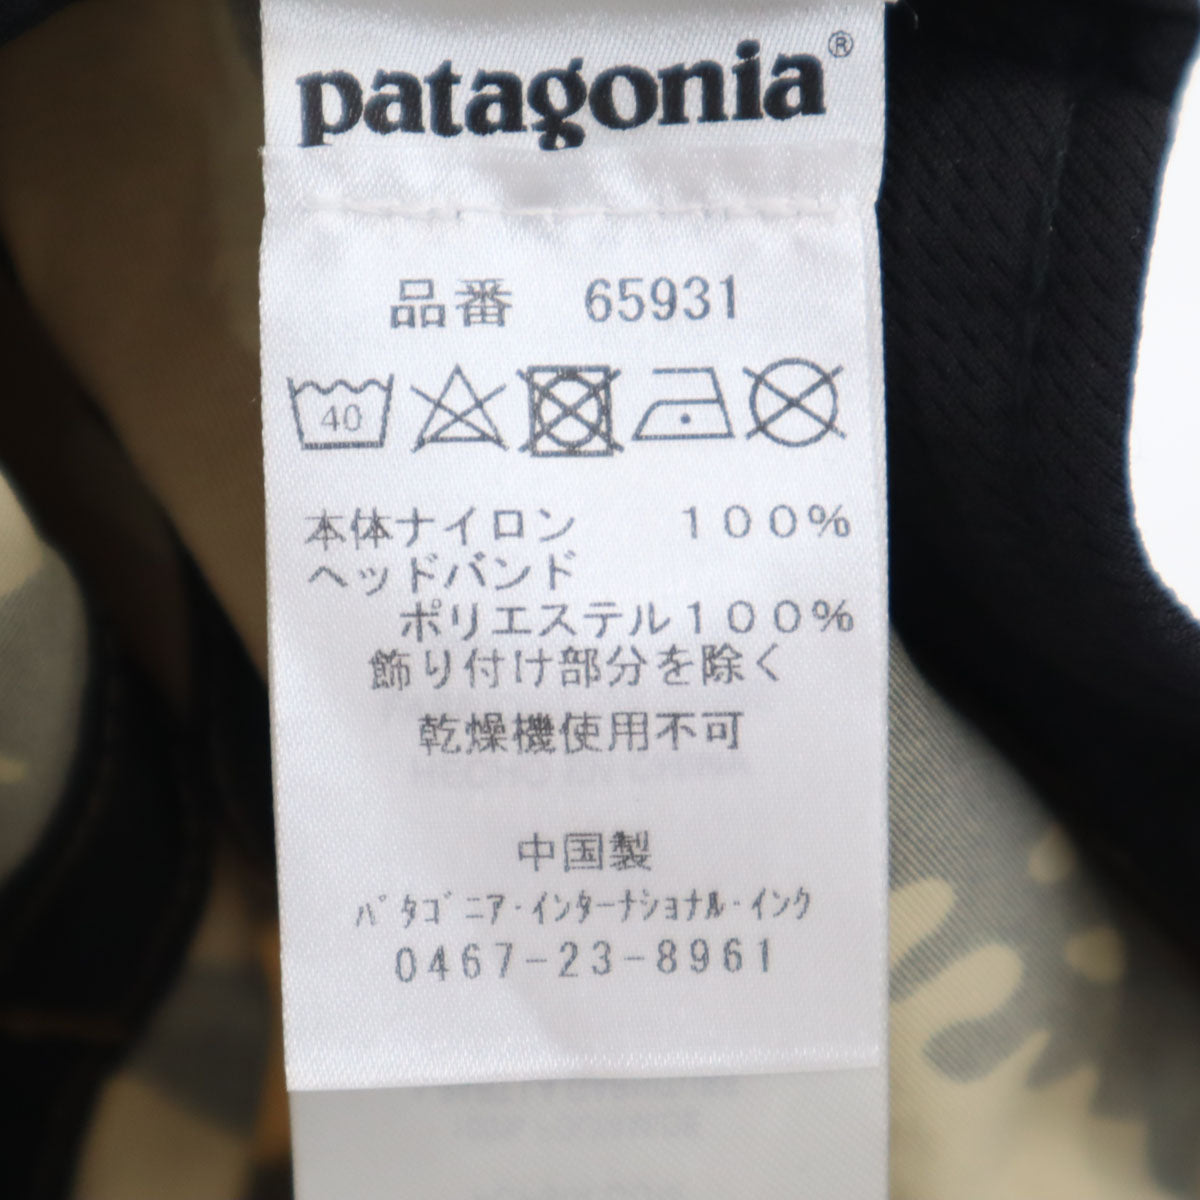 patagonia®
品番 65931
40
本体ナイロン 100%
ヘッドバンド
ポリエステル100%
飾り付け部分を除く
乾燥機使用不可
中国製
パタゴニア・インターナショナル・インク
0467-23-8961